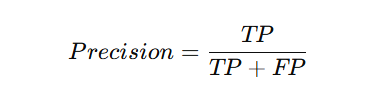 Precision = TP / (TP + FP)